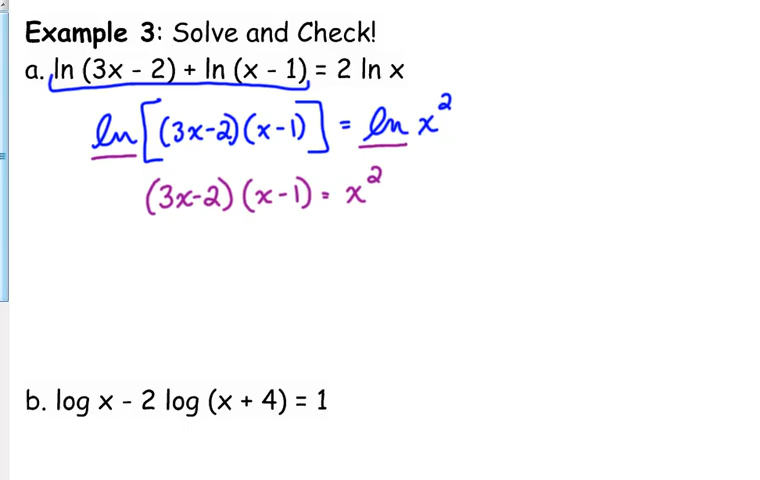 Example 3: Solve and Check!
a. ln (3x - 2) + ln (x - 1) = 2 ln x
ln [(3x-2)(x-1)] = ln x²
(3x-2)(x-1) = x²
b. log x - 2 log (x + 4) = 1